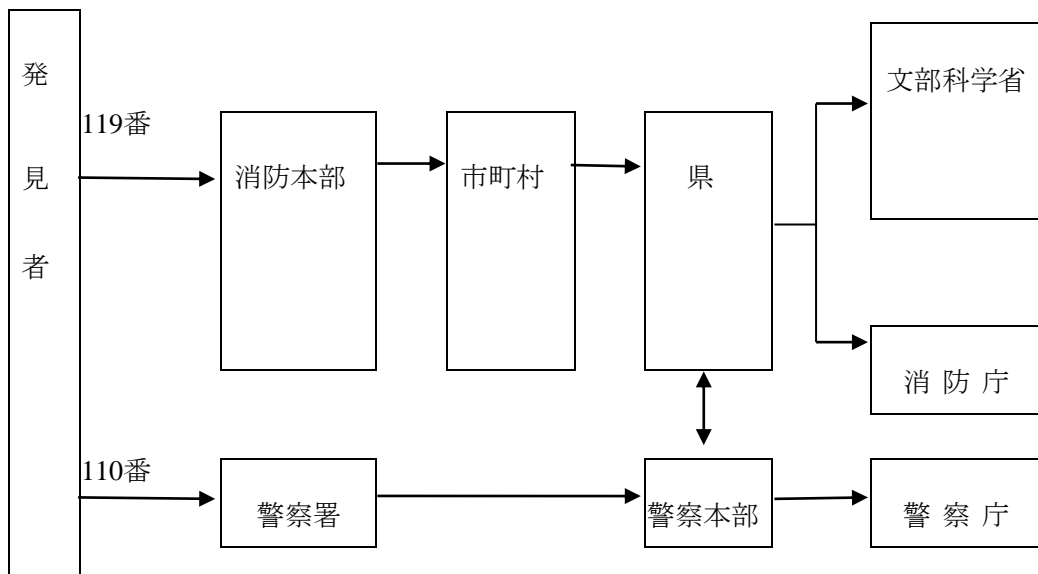 発見者
119番
消防本部
市町村
県
文部科学省
消防庁
110番
警察署
警察本部
警察庁